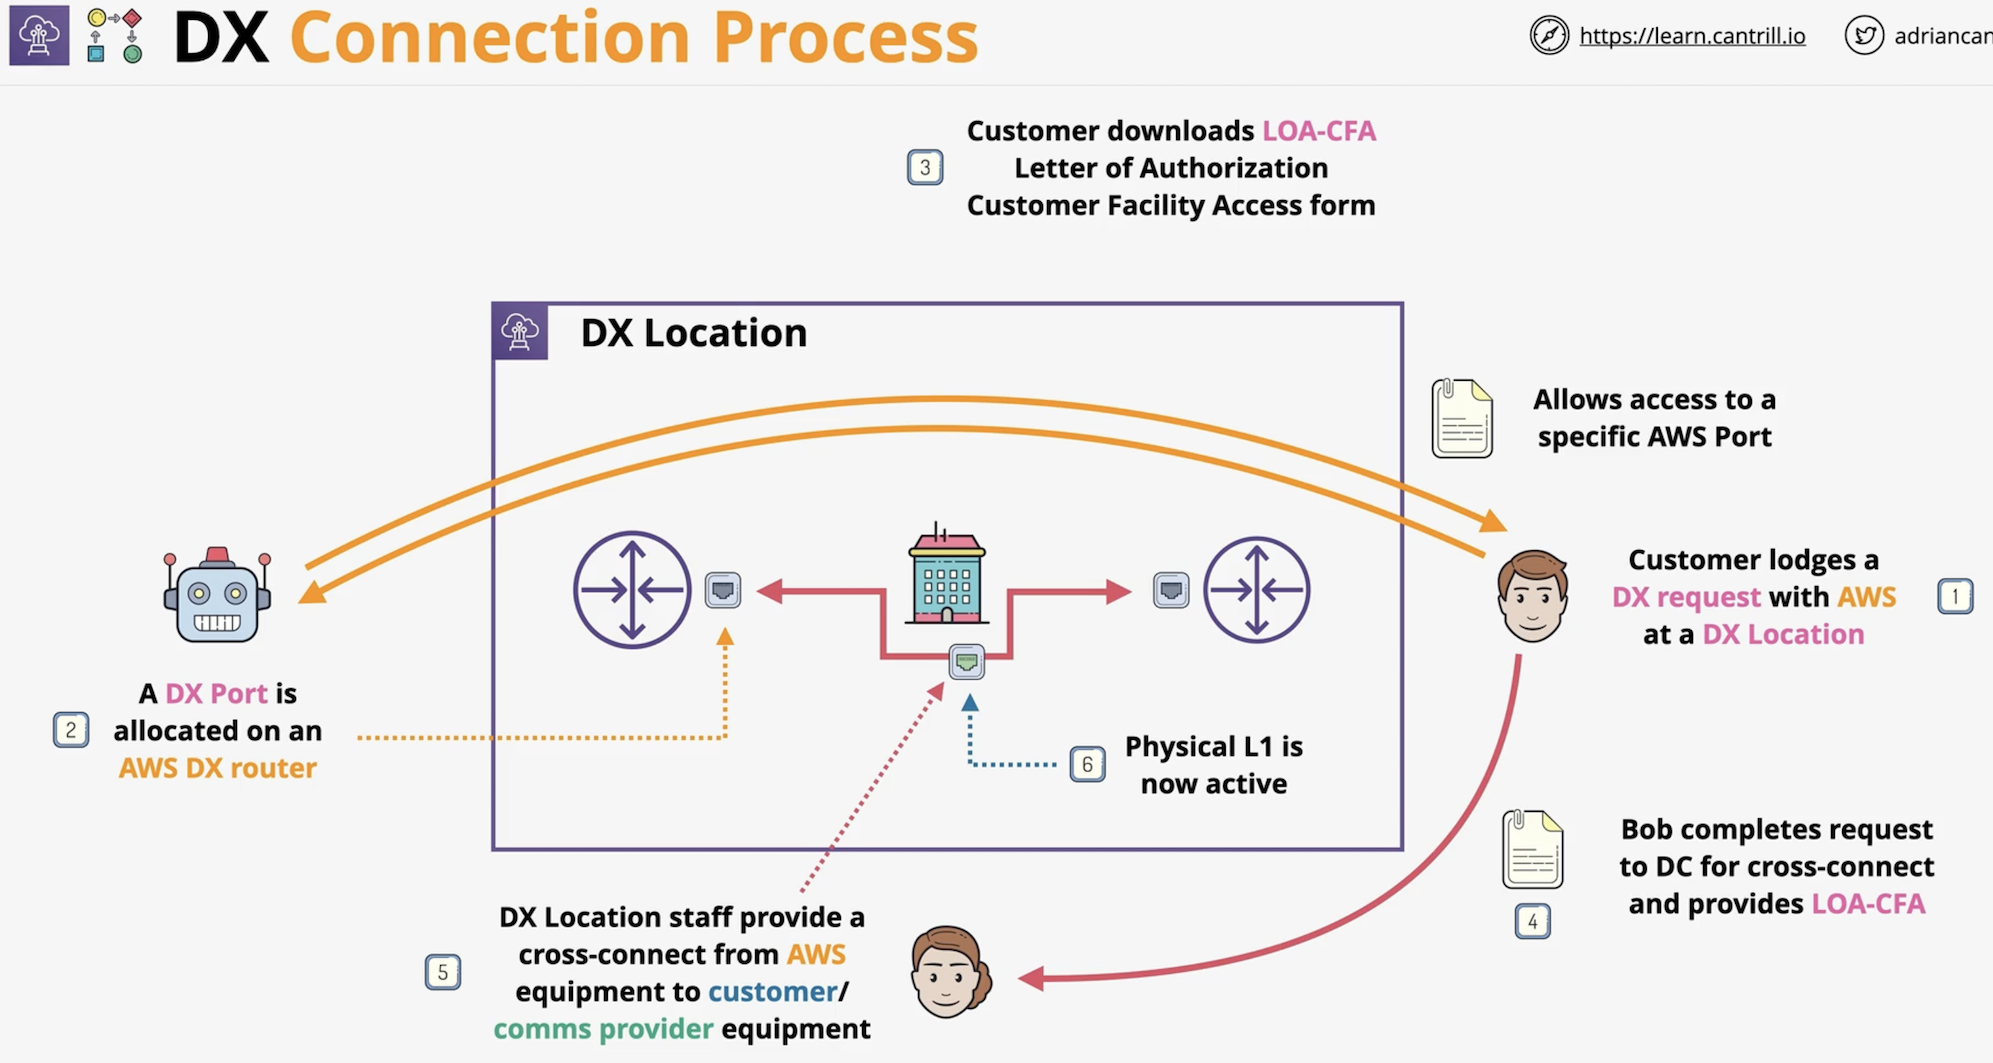 DX Connection Process
https://learn.cantrill.io
adriancan
3
Customer downloads LOA-CFA
Letter of Authorization
Customer Facility Access form
DX Location
Allows access to a
specific AWS Port
Customer lodges a
DX request with AWS
at a DX Location
1
2
A DX Port is
allocated on an
AWS DX router
6
Physical L1 is
now active
Bob completes request
to DC for cross-connect
and provides LOA-CFA
4
5
DX Location staff provide a
cross-connect from AWS
equipment to customer/
comms provider equipment